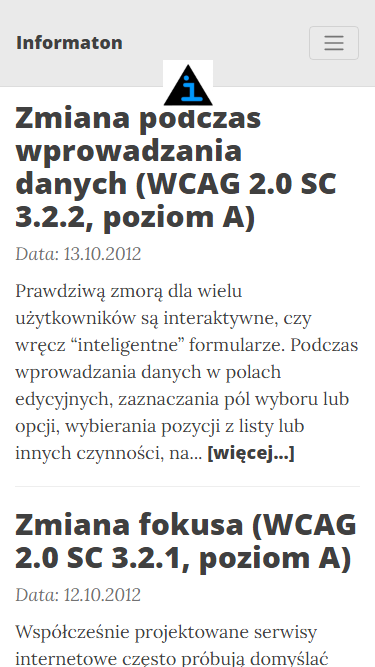 Informaton
i
Zmiana podczas
wprowadzania
danych (WCAG 2.0 SC
3.2.2, poziom A)
Data: 13.10.2012
Prawdziwą zmorą dla wielu
użytkowników są interaktywne, czy
wręcz “inteligentne” formularze. Podczas
wprowadzania danych w polach
edycyjnych, zaznaczania pól wyboru lub
opcji, wybierania pozycji z listy lub
innych czynności, na... [więcej...]
Zmiana fokusa (WCAG
2.0 SC 3.2.1, poziom A)
Data: 12.10.2012
Współcześnie projektowane serwisy
internetowe często próbują domyślać